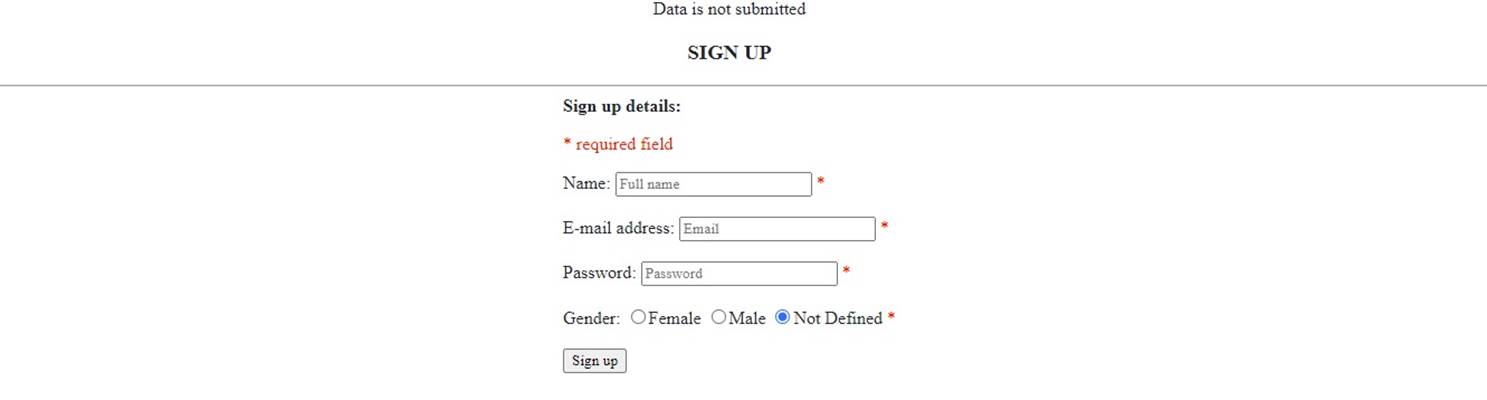 Data is not submitted
SIGN UP
Sign up details:
* required field
Name: Full name *
E-mail address: Email *
Password: Password *
Gender: Female Male Not Defined *
Sign up